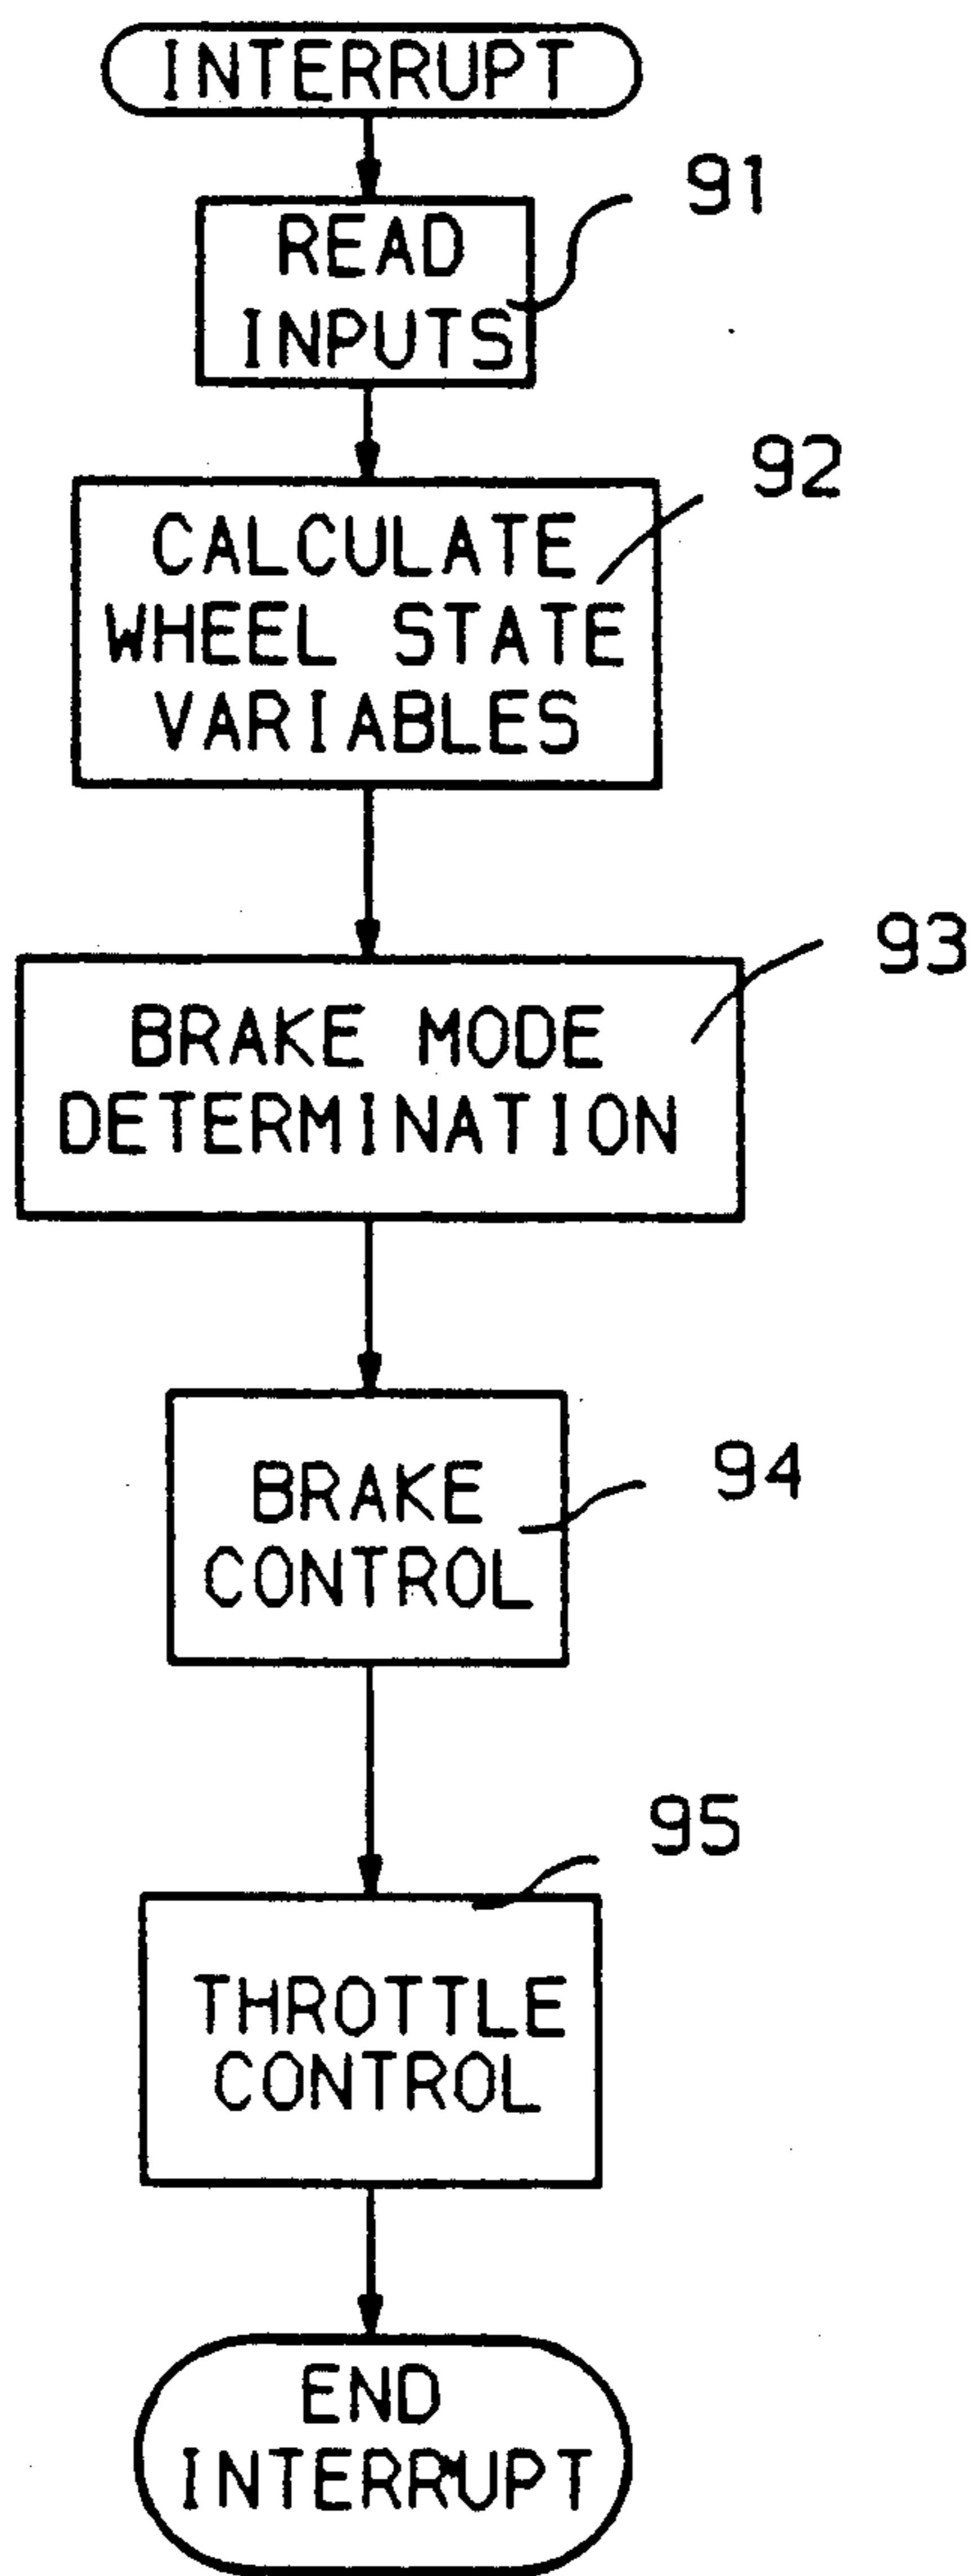 INTERRUPT
91
READ
INPUTS
92
CALCULATE
WHEEL STATE
VARIABLES
93
BRAKE MODE
DETERMINATION
94
BRAKE
CONTROL
95
THROTTLE
CONTROL
END
INTERRUPT